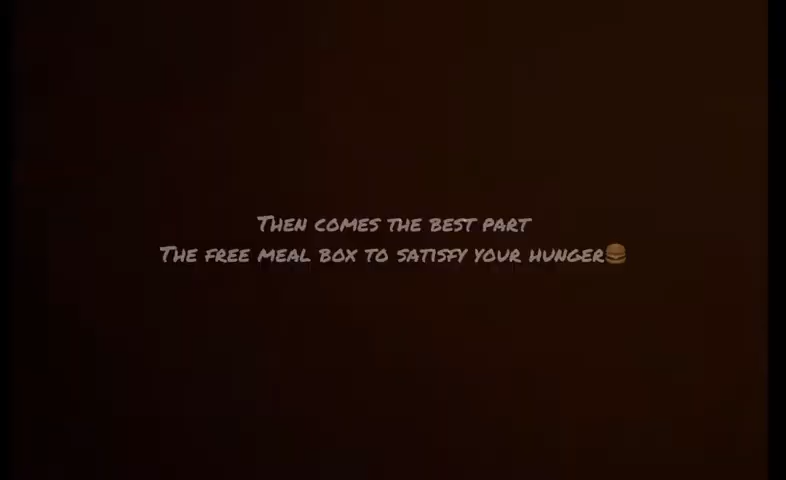 Then comes the best part
The free meal box to satisfy your hunger🍔